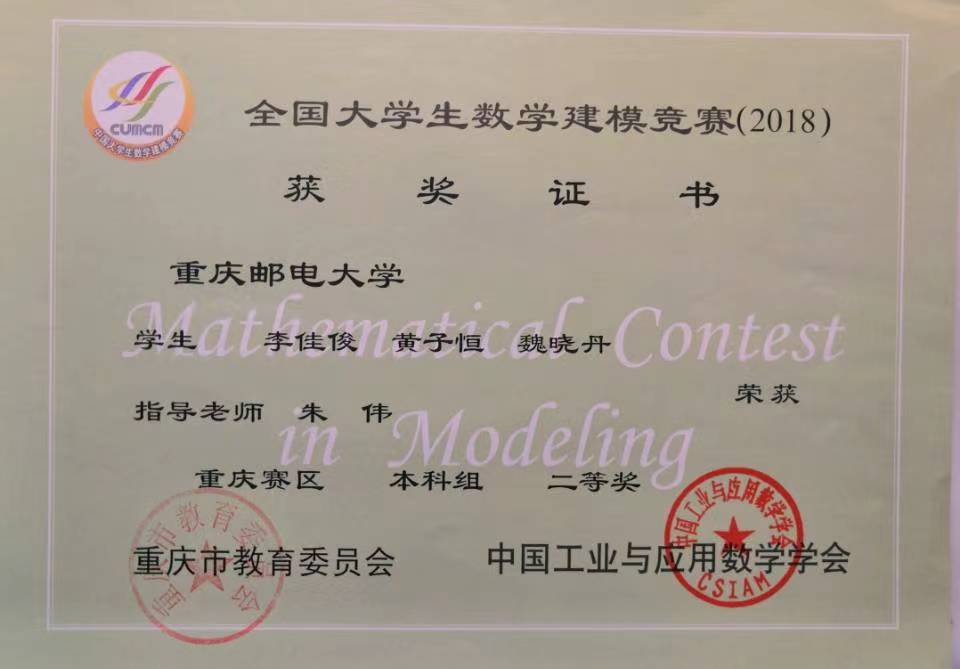 CUMCM
中国大学生数学建模竞赛
全国大学生数学建模竞赛(2018)
获 奖 证 书
重庆邮电大学
Mathematical Contest
学生 李佳俊 黄子恒 魏晓丹
荣获
指导老师 朱 伟
in Modeling
重庆赛区 本科组 二等奖
重庆市教育委员会
重庆市教育委员会
中国工业与应用数学学会
中国工业与应用数学学会
CSIAM